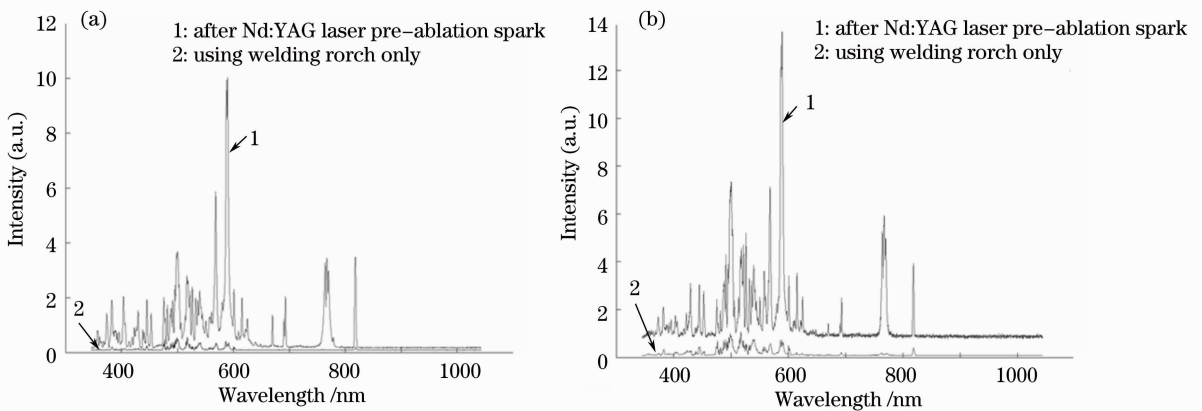 (a)
1: after Nd:YAG laser pre-ablation spark
2: using welding rorch only
12
10
8
6
4
2
0
Intensity (a.u.)
1
2
400
600
800
1000
Wavelength /nm
(b)
1: after Nd:YAG laser pre-ablation spark
2: using welding rorch only
14
12
10
8
6
4
2
0
Intensity (a.u.)
1
2
400
600
800
1000
Wavelength /nm